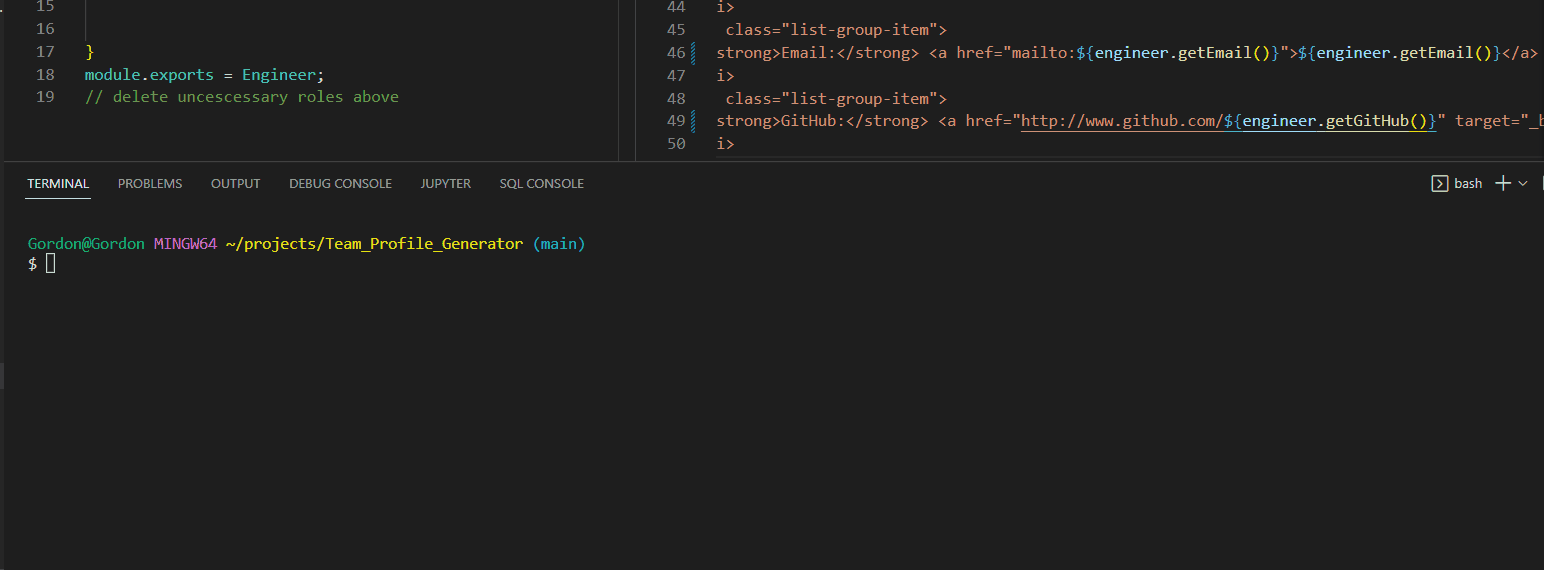 15
16
17 }
18 module.exports = Engineer;
19 // delete uncescessary roles above
44 i>
45 class="list-group-item">
46 strong>Email:</strong> <a href="mailto:${engineer.getEmail()}">${engineer.getEmail()}</a>
47 i>
48 class="list-group-item">
49 strong>GitHub:</strong> <a href="http://www.github.com/${engineer.getGitHub()}" target="_b
50 i>
TERMINAL PROBLEMS OUTPUT DEBUG CONSOLE JUPYTER SQL CONSOLE bash
Gordon@Gordon MINGW64 ~/projects/Team_Profile_Generator (main)
$